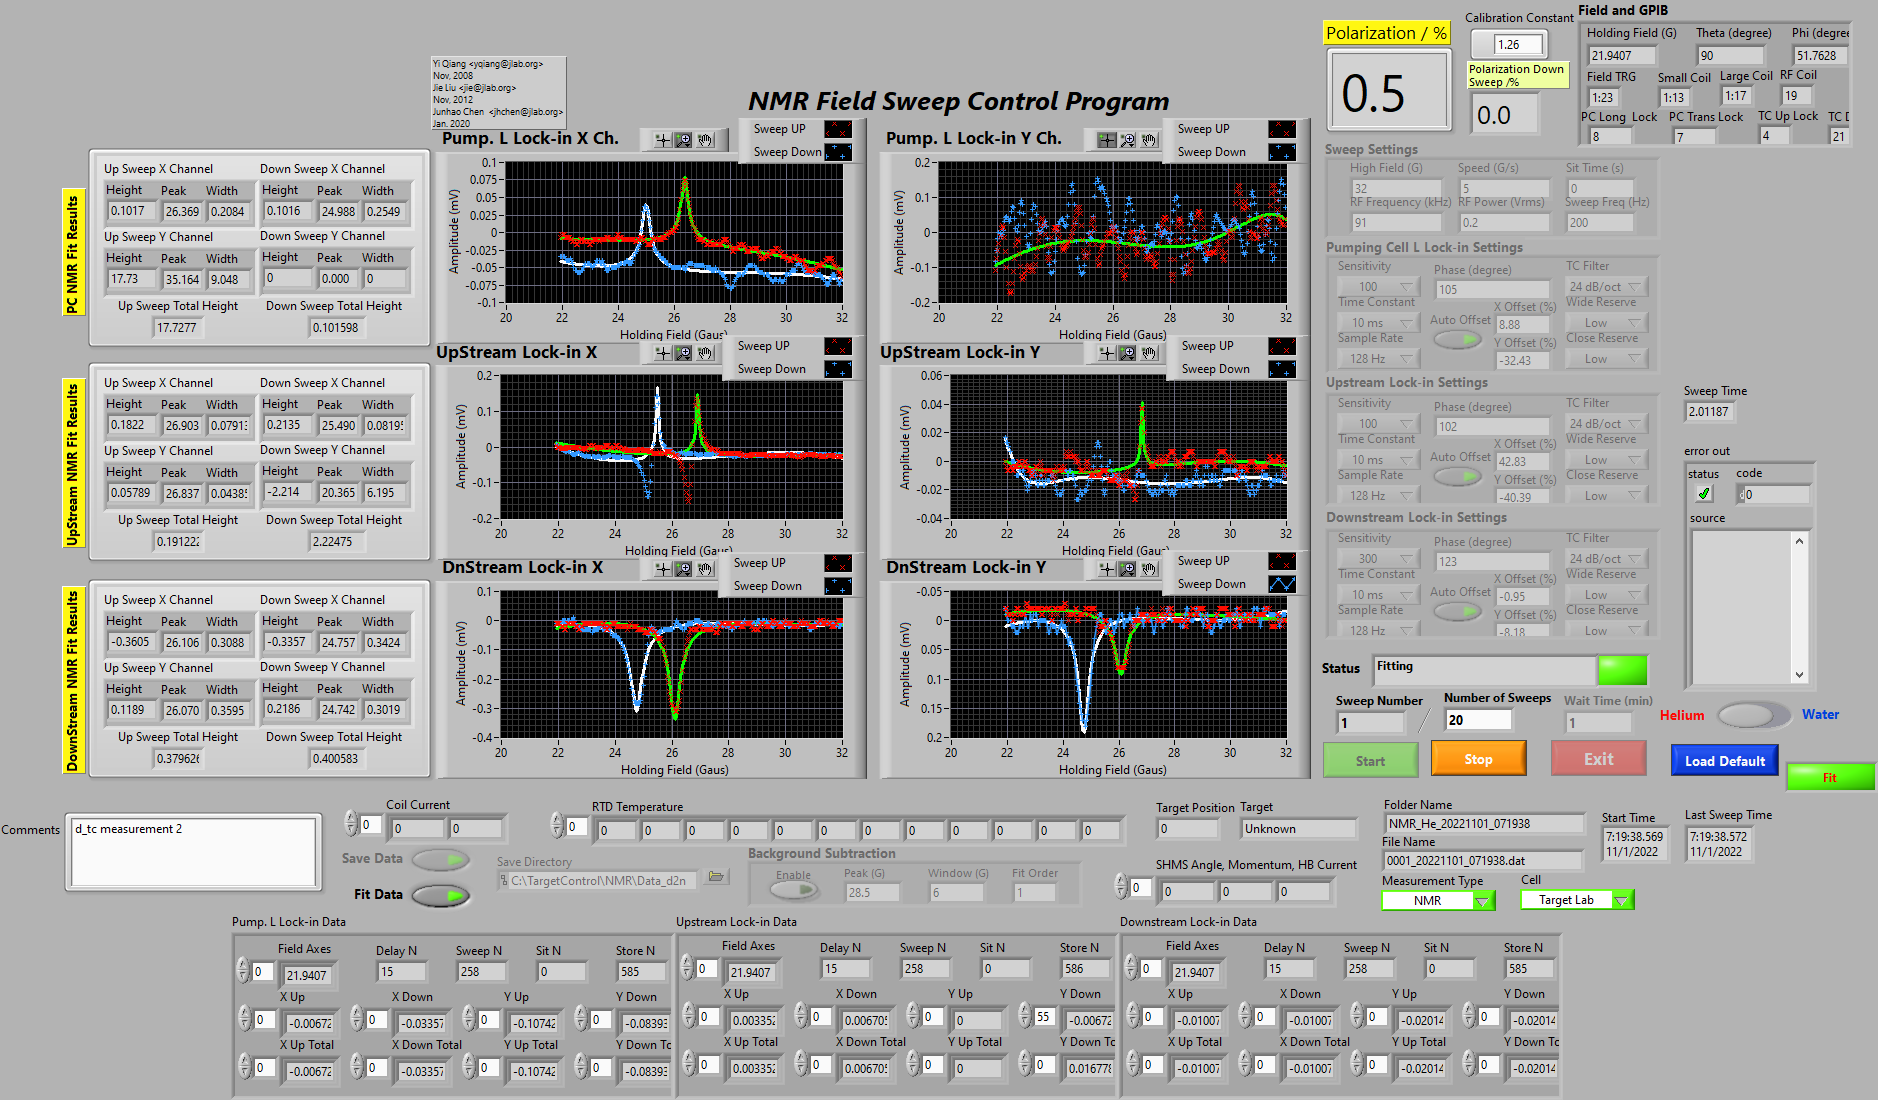 Yi Qiang <yqiang@jlab.org>
Nov, 2008
Jie Liu <jie@jlab.org>
Nov, 2012
Junhao Chen <jhchen@jlab.org>
Jan. 2020
NMR Field Sweep Control Program
Polarization / %
0.5
Calibration Constant
1.26
Polarization Down
Sweep /%
0.0
Field and GPIB
Holding Field (G) Theta (degree) Phi (degree
21.9407 90 51.7628
Field TRG Small Coil Large Coil RF Coil
1:23 1:13 1:17 19
PC Long Lock PC Trans Lock TC Up Lock TC D
8 7 4 21
PC NMR Fit Results
Up Sweep X Channel Down Sweep X Channel
Height Peak Width Height Peak Width
0.1017 26.369 0.2084 0.1016 24.988 0.2549
Up Sweep Y Channel Down Sweep Y Channel
Height Peak Width Height Peak Width
17.73 35.164 9.048 0 0.000 0
Up Sweep Total Height Down Sweep Total Height
17.7277 0.101598
UpStream NMR Fit Results
Up Sweep X Channel Down Sweep X Channel
Height Peak Width Height Peak Width
0.1822 26.903 0.0791 0.2135 25.490 0.0819
Up Sweep Y Channel Down Sweep Y Channel
Height Peak Width Height Peak Width
0.05789 26.837 0.0438 -2.214 20.365 6.195
Up Sweep Total Height Down Sweep Total Height
0.191222 2.22475
DownStream NMR Fit Results
Up Sweep X Channel Down Sweep X Channel
Height Peak Width Height Peak Width
-0.3605 26.106 0.3088 -0.3357 24.757 0.3424
Up Sweep Y Channel Down Sweep Y Channel
Height Peak Width Height Peak Width
0.1189 26.070 0.3595 0.2186 24.742 0.3019
Up Sweep Total Height Down Sweep Total Height
0.379626 0.400583
Pump. L Lock-in X Ch.
Sweep UP
Sweep Down
Amplitude (mV)
0.1
0.075
0.05
0.025
0
-0.025
-0.05
-0.075
-0.1
20 22 24 26 28 30 32
Holding Field (Gaus)
Pump. L Lock-in Y Ch.
Sweep UP
Sweep Down
Amplitude (mV)
0.2
0.1
0
-0.1
-0.2
20 22 24 26 28 30 32
Holding Field (Gaus)
UpStream Lock-in X
Sweep UP
Sweep Down
Amplitude (mV)
0.2
0.1
0
-0.1
-0.2
20 22 24 26 28 30 32
Holding Field (Gaus)
UpStream Lock-in Y
Sweep UP
Sweep Down
Amplitude (mV)
0.06
0.04
0.02
0
-0.02
-0.04
20 22 24 26 28 30 32
Holding Field (Gaus)
DnStream Lock-in X
Sweep UP
Sweep Down
Amplitude (mV)
0.1
0
-0.1
-0.2
-0.3
-0.4
20 22 24 26 28 30 32
Holding Field (Gaus)
DnStream Lock-in Y
Sweep UP
Sweep Down
Amplitude (mV)
-0.05
0
0.05
0.1
0.15
0.2
20 22 24 26 28 30 32
Holding Field (Gaus)
Sweep Settings
High Field (G) Speed (G/s) Sit Time (s)
32 5 0
RF Frequency (kHz) RF Power (Vrms) Sweep Freq (Hz)
91 0.2 200
Pumping Cell L Lock-in Settings
Sensitivity Phase (degree) TC Filter
100 105 24 dB/oct
Time Constant X Offset (%) Wide Reserve
10 ms Auto Offset 8.88 Low
Sample Rate Y Offset (%) Close Reserve
128 Hz -32.43 Low
Upstream Lock-in Settings
Sensitivity Phase (degree) TC Filter
100 102 24 dB/oct
Time Constant X Offset (%) Wide Reserve
10 ms Auto Offset 42.83 Low
Sample Rate Y Offset (%) Close Reserve
128 Hz -40.39 Low
Downstream Lock-in Settings
Sensitivity Phase (degree) TC Filter
300 123 24 dB/oct
Time Constant X Offset (%) Wide Reserve
10 ms Auto Offset -0.95 Low
Sample Rate Y Offset (%) Close Reserve
128 Hz -8.18 Low
Sweep Time
2.01187
error out
status code
0
source
Status Fitting
Sweep Number Number of Sweeps Wait Time (min)
1 / 20 1
Helium Water
Start Stop Exit Load Default
Fit
Comments
d_tc measurement 2
Coil Current
0 0 0
Save Data
Fit Data
RTD Temperature
0 0 0 0 0 0 0 0 0 0 0 0 0
Save Directory
C:\TargetControl\NMR\Data_d2n
Background Subtraction
Enable Peak (G) Window (G) Fit Order
28.5 6 1
Target Position Target
0 Unknown
SHMS Angle, Momentum, HB Current
0 0 0 0
Folder Name
NMR_He_20221101_071938
File Name
0001_20221101_071938.dat
Measurement Type Cell
NMR Target Lab
Start Time
7:19:38.569
11/1/2022
Last Sweep Time
7:19:38.572
11/1/2022
Pump. L Lock-in Data
Field Axes Delay N Sweep N Sit N Store N
0 21.9407 15 258 0 585
X Up X Down Y Up Y Down
0 -0.00672 0 -0.03357 0 -0.10742 0 -0.08393
X Up Total X Down Total Y Up Total Y Down To
0 -0.00672 0 -0.03357 0 -0.10742 0 -0.08393
Upstream Lock-in Data
Field Axes Delay N Sweep N Sit N Store N
0 21.9407 15 258 0 586
X Up X Down Y Up Y Down
0 0.003352 0 0.006705 0 0 55 -0.00672
X Up Total X Down Total Y Up Total Y Down To
0 0.003352 0 0.006705 0 0 0 0.016778
Downstream Lock-in Data
Field Axes Delay N Sweep N Sit N Store N
0 21.9407 15 258 0 585
X Up X Down Y Up Y Down
0 -0.01007 0 -0.01007 0 -0.02014 0 -0.02014
X Up Total X Down Total Y Up Total Y Down To
0 -0.01007 0 -0.01007 0 -0.02014 0 -0.02014